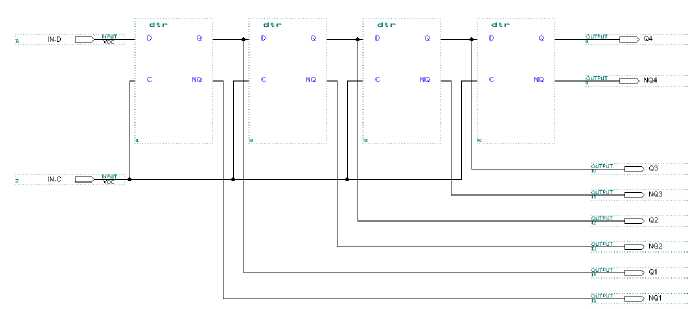 dtr dtr dtr dtr
IN-D INPUT VCC D Q D Q D Q D Q OUTPUT Q4
C NQ C NQ C NQ C NQ OUTPUT NQ4
OUTPUT Q3
IN-C INPUT VCC
OUTPUT NQ3
OUTPUT Q2
OUTPUT NQ2
OUTPUT Q1
OUTPUT NQ1